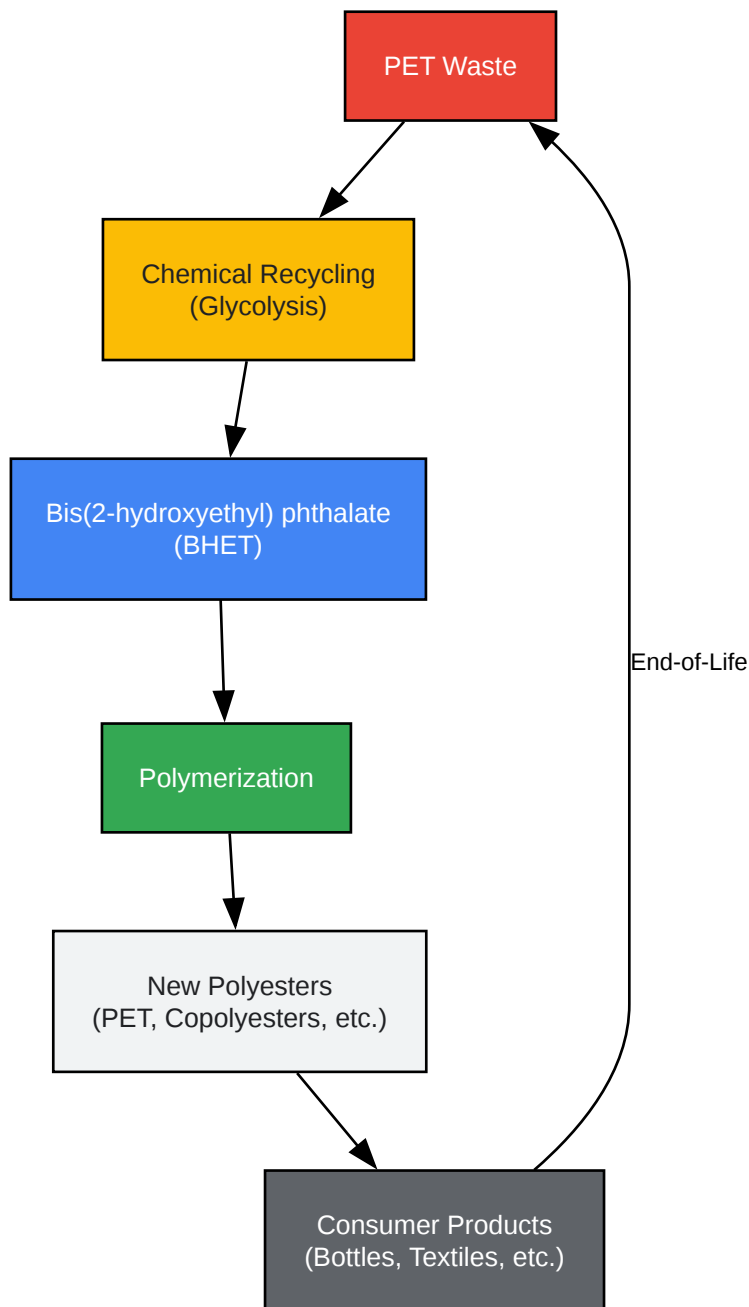 PET Waste
Chemical Recycling
(Glycolysis)
Bis(2-hydroxyethyl) phthalate
(BHET)
End-of-Life
Polymerization
New Polyesters
(PET, Copolyesters, etc.)
Consumer Products
(Bottles, Textiles, etc.)